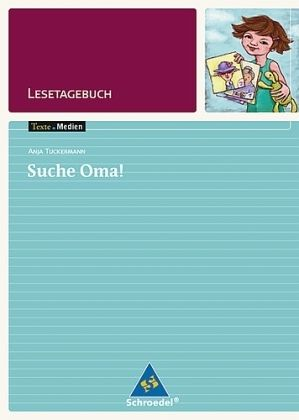 LESETAGEBUCH
Texte.Medien
ANJA TUCKERMANN
Suche Oma!
Schroedel®